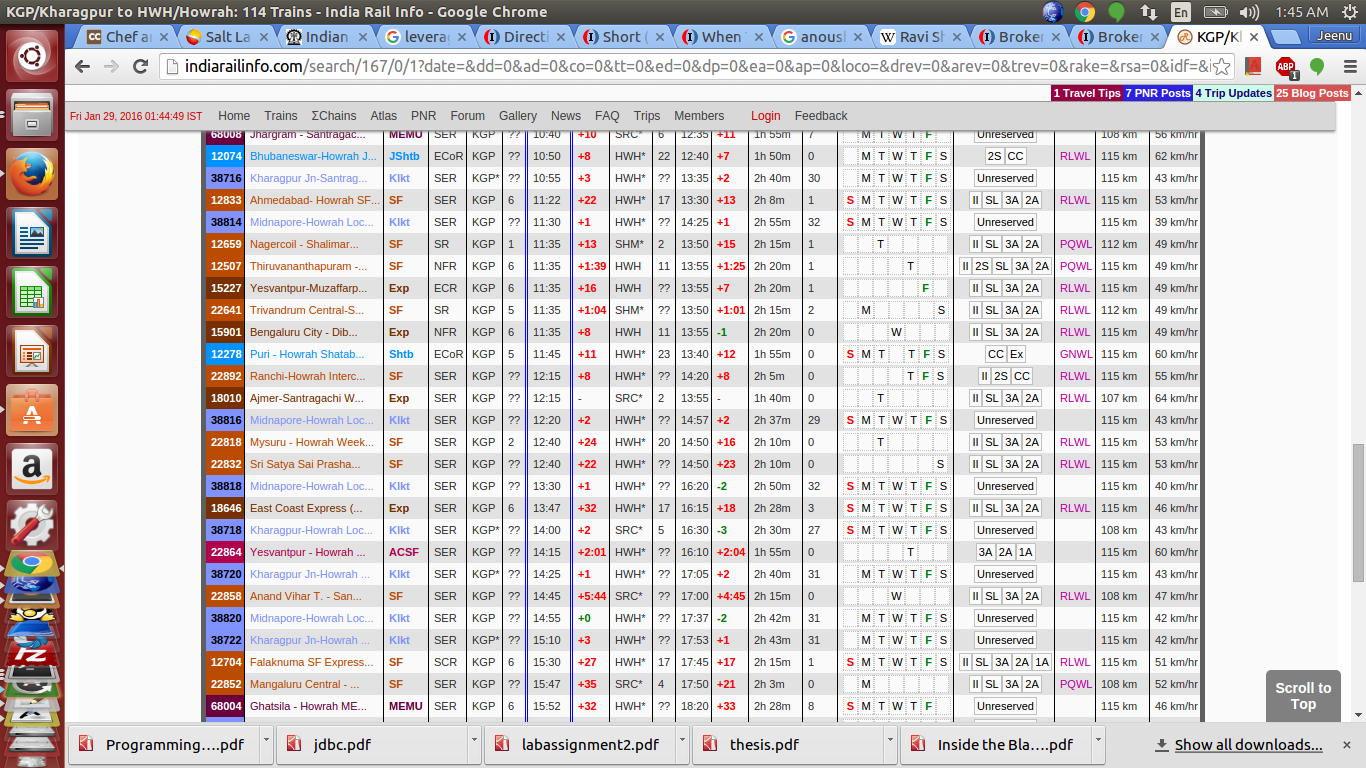 KGP/Kharagpur to HWH/Howrah: 114 Trains - India Rail Info - Google Chrome En 1:45 AM
Chef a Salt La Indian leverag Directi Short ( When anoush Ravi Sh Broker Broker KGP/Kh Jeenu
indiarailinfo.com/search/167/0/1?date=&dd=0&ad=0&co=0&tt=0&ed=0&dp=0&ea=0&ap=0&loco=&drev=0&arev=0&trev=0&rake=&rsa=0&idf=& ABP 1
1 Travel Tips 7 PNR Posts 4 Trip Updates 25 Blog Posts
Fri Jan 29, 2016 01:44:49 IST Home Trains ΣChains Atlas PNR Forum Gallery News FAQ Trips Members Login Feedback
68008 Jhargram - Santragac... MEMU SER KGP ?? 10:40 +10 SRC* 6 12:35 +11 1h 55m 7 M T W T F Unreserved 108 km 56 km/hr
12074 Bhubaneswar-Howrah J... JShtb ECoR KGP ?? 10:50 +8 HWH* 22 12:40 +7 1h 50m 0 M T W T F S 2S CC RLWL 115 km 62 km/hr
38716 Kharagpur Jn-Santrag... Klkt SER KGP* ?? 10:55 +3 HWH* ?? 13:35 +2 2h 40m 30 M T W T F S Unreserved 115 km 43 km/hr
12833 Ahmedabad- Howrah SF... SF SER KGP 6 11:22 +22 HWH* 17 13:30 +13 2h 8m 1 S M T W T F S II SL 3A 2A RLWL 115 km 53 km/hr
38814 Midnapore-Howrah Loc... Klkt SER KGP ?? 11:30 +1 HWH* ?? 14:25 +1 2h 55m 32 S M T W T F S Unreserved 115 km 39 km/hr
12659 Nagercoil - Shalimar... SF SR KGP 1 11:35 +13 SHM* 2 13:50 +15 2h 15m 1 T II SL 3A 2A PQWL 112 km 49 km/hr
12507 Thiruvananthapuram -... SF NFR KGP 6 11:35 +1:39 HWH 11 13:55 +1:25 2h 20m 1 T II 2S SL 3A 2A PQWL 115 km 49 km/hr
15227 Yesvantpur-Muzaffarp... Exp ECR KGP 6 11:35 +16 HWH ?? 13:55 +7 2h 20m 1 F II SL 3A 2A RLWL 115 km 49 km/hr
22641 Trivandrum Central-S... SF SR KGP 5 11:35 +1:04 SHM* ?? 13:50 +1:01 2h 15m 2 M S II SL 3A 2A RLWL 112 km 49 km/hr
15901 Bengaluru City - Dib... Exp NFR KGP 6 11:35 +8 HWH 11 13:55 -1 2h 20m 0 W II SL 3A 2A RLWL 115 km 49 km/hr
12278 Puri - Howrah Shatab... Shtb ECoR KGP 5 11:45 +11 HWH* 23 13:40 +12 1h 55m 0 S M T T F S CC Ex GNWL 115 km 60 km/hr
22892 Ranchi-Howrah Interc... SF SER KGP ?? 12:15 +8 HWH* ?? 14:20 +8 2h 5m 0 T F S II 2S CC RLWL 115 km 55 km/hr
18010 Ajmer-Santragachi W... Exp SER KGP ?? 12:15 - SRC* 2 13:55 - 1h 40m 0 T II SL 3A 2A RLWL 107 km 64 km/hr
38816 Midnapore-Howrah Loc... Klkt SER KGP ?? 12:20 +2 HWH* ?? 14:57 +2 2h 37m 29 S M T W T F S Unreserved 115 km 43 km/hr
22818 Mysuru - Howrah Week... SF SER KGP 2 12:40 +24 HWH* 20 14:50 +16 2h 10m 0 T II SL 3A 2A RLWL 115 km 53 km/hr
22832 Sri Satya Sai Prasha... SF SER KGP ?? 12:40 +22 HWH* ?? 14:50 +23 2h 10m 0 S II SL 3A 2A RLWL 115 km 53 km/hr
38818 Midnapore-Howrah Loc... Klkt SER KGP ?? 13:30 +1 HWH* ?? 16:20 -2 2h 50m 32 S M T W T F S Unreserved 115 km 40 km/hr
18646 East Coast Express (... Exp SER KGP 6 13:47 +32 HWH* 17 16:15 +18 2h 28m 3 S M T W T F S II SL 3A 2A RLWL 115 km 46 km/hr
38718 Kharagpur-Howrah Loc... Klkt SER KGP* ?? 14:00 +2 SRC* 5 16:30 -3 2h 30m 27 S M T W T F S Unreserved 108 km 43 km/hr
22864 Yesvantpur - Howrah ... ACSF SER KGP ?? 14:15 +2:01 HWH* ?? 16:10 +2:04 1h 55m 0 T 3A 2A 1A 115 km 60 km/hr
38720 Kharagpur Jn-Howrah ... Klkt SER KGP* ?? 14:25 +1 HWH* ?? 17:05 +2 2h 40m 31 M T W T F S Unreserved 115 km 43 km/hr
22858 Anand Vihar T. - San... SF SER KGP ?? 14:45 +5:44 SRC* ?? 17:00 +4:45 2h 15m 0 W II SL 3A 2A RLWL 108 km 47 km/hr
38820 Midnapore-Howrah Loc... Klkt SER KGP ?? 14:55 +0 HWH* ?? 17:37 -2 2h 42m 31 M T W T F S Unreserved 115 km 42 km/hr
38722 Kharagpur Jn-Howrah ... Klkt SER KGP* ?? 15:10 +3 HWH* ?? 17:53 +1 2h 43m 31 M T W T F S Unreserved 115 km 42 km/hr
12704 Falaknuma SF Express... SF SCR KGP 6 15:30 +27 HWH* 17 17:45 +17 2h 15m 1 S M T W T F S II SL 3A 2A 1A RLWL 115 km 51 km/hr
22852 Mangaluru Central - ... SF SER KGP ?? 15:47 +35 SRC* 4 17:50 +21 2h 3m 0 M II SL 3A 2A PQWL 108 km 52 km/hr
68004 Ghatsila - Howrah ME... MEMU SER KGP 6 15:52 +32 HWH* ?? 18:20 +33 2h 28m 8 S M T W T F Unreserved 115 km 46 km/hr
Scroll to
Top
Programming....pdf jdbc.pdf labassignment2.pdf thesis.pdf Inside the Bla....pdf Show all downloads...